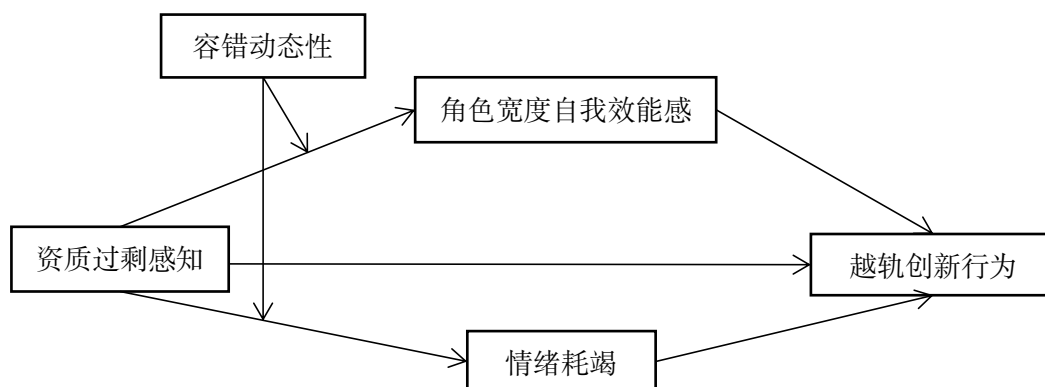 容错动态性
角色宽度自我效能感
资质过剩感知
越轨创新行为
情绪耗竭